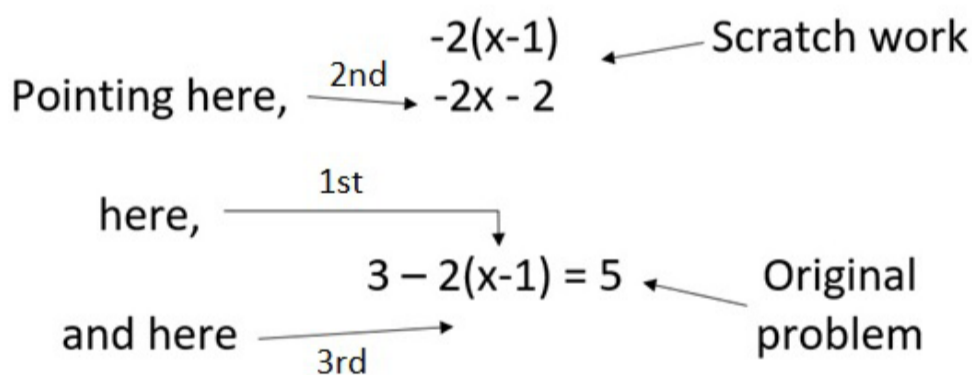 -2(x-1)
Scratch work
2nd
Pointing here,
-2x - 2
1st
here,
3 – 2(x-1) = 5
Original
problem
and here
3rd